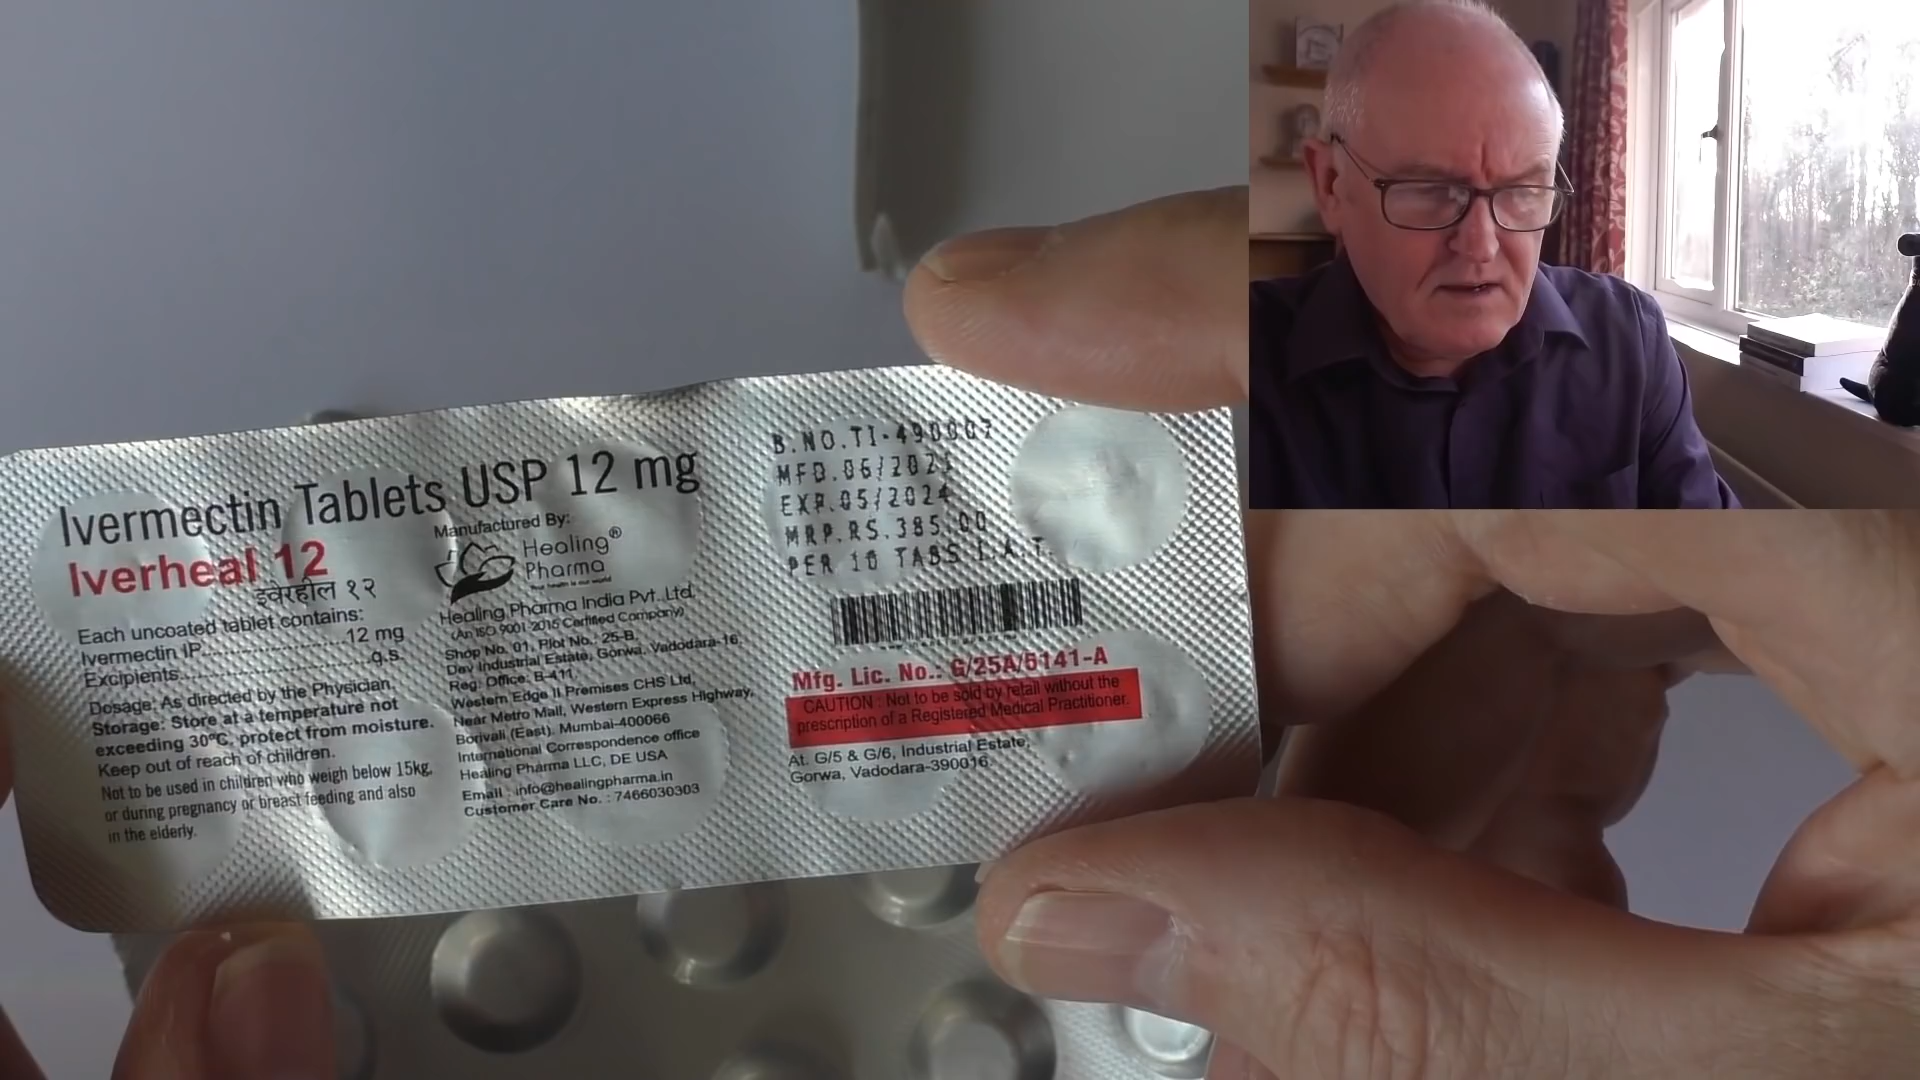 Ivermectin Tablets USP 12 mg
Iverheal 12
इवेरहील १२
Each uncoated tablet contains:
Ivermectin IP..............................12 mg
Excipients..................................q.s.
Dosage: As directed by the Physician.
Storage: Store at a temperature not
exceeding 30°C, protect from moisture.
Keep out of reach of children.
Not to be used in children who weigh below 15kg,
or during pregnancy or breast feeding and also
in the elderly.
Manufactured By:
Healing®
Pharma
Your health is our world
Healing Pharma India Pvt. Ltd.
(An ISO 9001-2015 Certified Company)
Shop No. 01, Plot No.: 25-B,
Dev Industrial Estate, Gorwa, Vadodara-16,
Reg. Office: B-411,
Western Edge II Premises CHS Ltd,
Near Metro Mall, Western Express Highway,
Borivali (East). Mumbai-400066
International Correspondence office
Healing Pharma LLC, DE USA
Email : info@healingpharma.in
Customer Care No. : 7466030303
B.NO.TI-490007
MFD.06/2021
EXP.05/2024
MRP.RS.385.00
PER 10 TABS I.A.T.
Mfg. Lic. No.: G/25A/5141-A
CAUTION : Not to be sold by retail without the
prescription of a Registered Medical Practitioner.
At. G/5 & G/6, Industrial Estate,
Gorwa, Vadodara-390016.